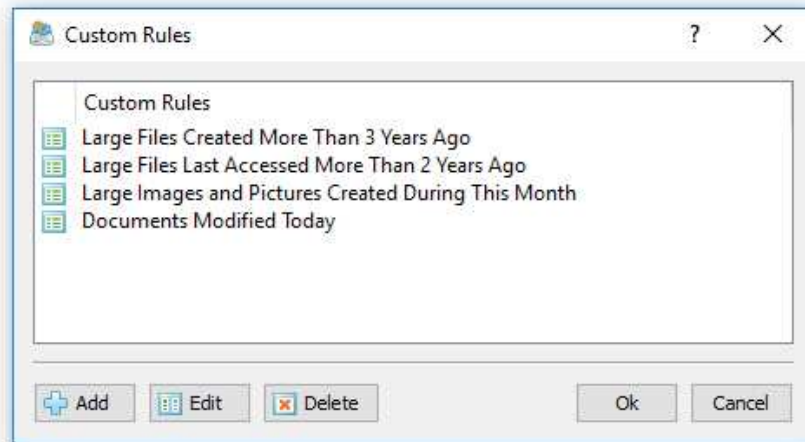 Custom Rules
?
Custom Rules
Large Files Created More Than 3 Years Ago
Large Files Last Accessed More Than 2 Years Ago
Large Images and Pictures Created During This Month
Documents Modified Today
Add Edit Delete Ok Cancel